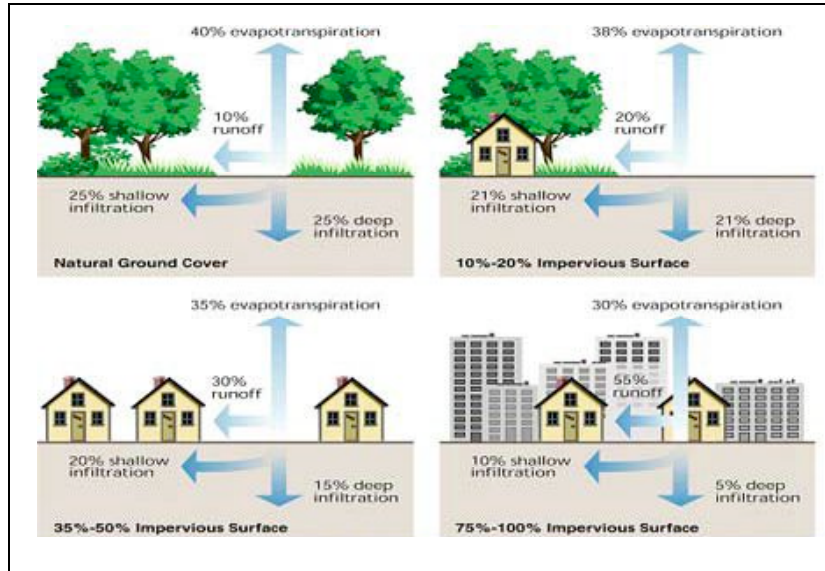 40% evapotranspiration
10%
runoff
25% shallow
infiltration
25% deep
infiltration
Natural Ground Cover
38% evapotranspiration
20%
runoff
21% shallow
infiltration
21% deep
infiltration
10%-20% Impervious Surface
35% evapotranspiration
30%
runoff
20% shallow
infiltration
15% deep
infiltration
35%-50% Impervious Surface
30% evapotranspiration
55%
runoff
10% shallow
infiltration
5% deep
infiltration
75%-100% Impervious Surface